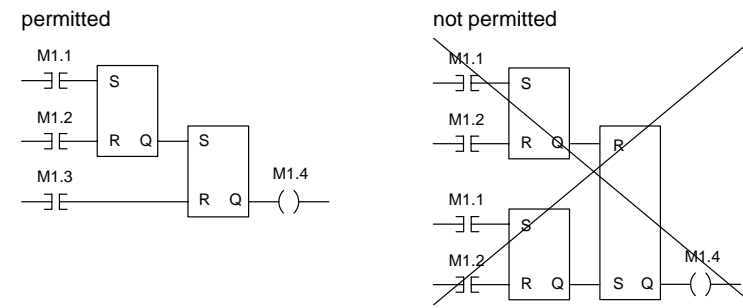 permitted
M1.1
S
M1.2
R Q S
M1.3 M1.4
R Q
not permitted
M1.1
S
M1.2
R Q R
M1.1
S
M1.2 M1.4
R Q S Q